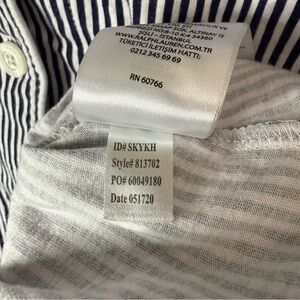 ŞİŞLİ - İSTANBUL
WWW.RALPHLAUREN.COM.TR
TÜKETİCİ İLETİŞİM HATTI:
0212 345 69 69
RN 60766
ID# SKYKH
Style# 813702
PO# 60049180
Date 051720